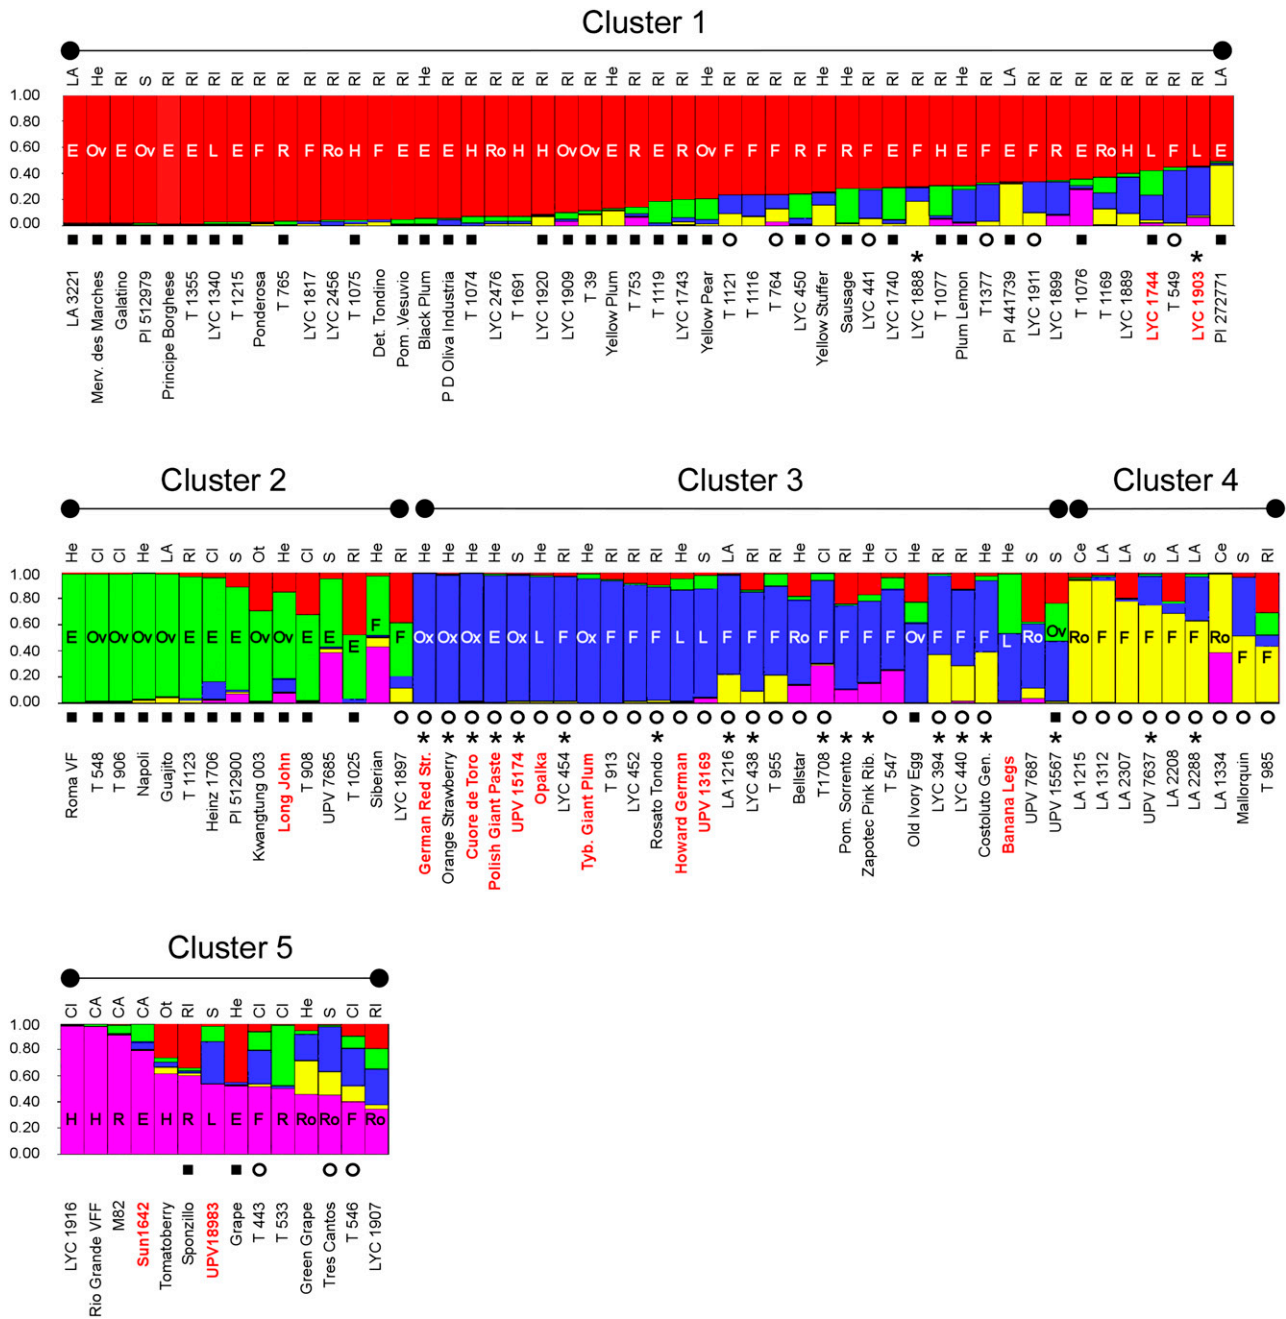 Cluster 1
LA He RI S RI RI RI RI RI RI RI RI RI RI RI He RI RI RI RI RI RI RI He RI RI RI He RI RI RI RI He He RI RI RI RI He RI LA RI RI RI RI RI RI RI RI LA
1.00
0.80
0.60
0.40
0.20
0.00
E Ov E Ov E E L E F R F Ro H F E E E H Ro H H Ov Ov E R E R Ov F F F R F R F E F H E F E F R E Ro H L F L E
* *
LA 3221
Merv. des Marches
Galatino
PI 512979
Principe Borghese
T 1355
LYC 1340
T 1215
Ponderosa
T 765
LYC 1817
LYC 2456
T 1075
Det. Tondino
Pom .Vesuvio
Black Plum
P D Oliva Industria
T 1074
LYC 2476
T 1691
LYC 1920
LYC 1909
T 39
Yellow Plum
T 753
T 1119
LYC 1743
Yellow Pear
T 1121
T 1116
T 764
LYC 450
Yellow Stuffer
Sausage
LYC 441
LYC 1740
LYC 1888
T 1077
Plum Lemon
T 1377
PI 441739
LYC 1911
LYC 1899
T 1076
T 1169
LYC 1889
LYC 1744
T 549
LYC 1903
PI 272771
Cluster 2 Cluster 3 Cluster 4
He Cl Cl He LA RI Cl S Ot He Cl S RI He RI He He He He S He RI He RI RI RI He S LA RI RI He Cl RI He Cl He RI RI He He S S Ce LA LA S LA LA Ce S RI
1.00
0.80
0.60
0.40
0.20
0.00
E Ov Ov Ov Ov E E E Ov Ov E E E F F Ox Ox Ox E Ox L F Ox F F F L L F F F Ro F F F F Ov F F F L Ro Ov Ro F F F F F Ro F F
* * * * * * * * * * * * * * * * * * *
Roma VF
T 548
T 906
Napoli
Guajito
T 1123
Heinz 1706
PI 512900
Kwangtung 003
Long John
T 908
UPV 7685
T 1025
Siberian
LYC 1897
German Red Str.
Orange Strawberry
Cuore de Toro
Polish Giant Paste
UPV 15174
Opalka
LYC 454
Tyb. Giant Plum
T 913
LYC 452
Rosato Tondo
Howard German
UPV 13169
LA 1216
LYC 438
T 955
Bellstar
T1708
Pom. Sorrento
Zapotec Pink Rib.
T 547
Old Ivory Egg
LYC 394
LYC 440
Costoluto Gen.
Banana Legs
UPV 7687
UPV 15567
LA 1215
LA 1312
LA 2307
UPV 7637
LA 2208
LA 2288
LA 1334
Mallorquin
T 985
Cluster 5
Cl CA CA CA Ot RI S He Cl Cl He S Cl RI
1.00
0.80
0.60
0.40
0.20
0.00
H H R E H R L E F R Ro Ro F Ro
LYC 1916
Rio Grande VFF
M82
Sun1642
Tomatoberry
Sponzillo
UPV18983
Grape
T 443
T 533
Green Grape
Tres Cantos
T 546
LYC 1907